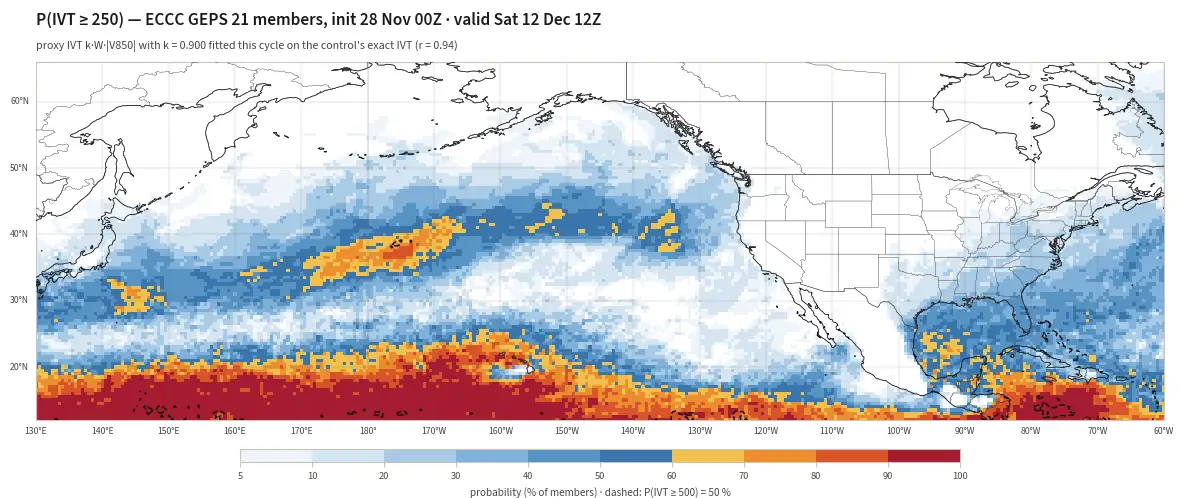 P(IVT ≥ 250) — ECCC GEPS 21 members, init 28 Nov 00Z · valid Sat 12 Dec 12Z
proxy IVT k·W·|V850| with k = 0.900 fitted this cycle on the control's exact IVT (r = 0.94)
60°N
50°N
40°N
30°N
20°N
130°E 140°E 150°E 160°E 170°E 180° 170°W 160°W 150°W 140°W 130°W 120°W 110°W 100°W 90°W 80°W 70°W 60°W
5 10 20 30 40 50 60 70 80 90 100
probability (% of members) · dashed: P(IVT ≥ 500) = 50 %